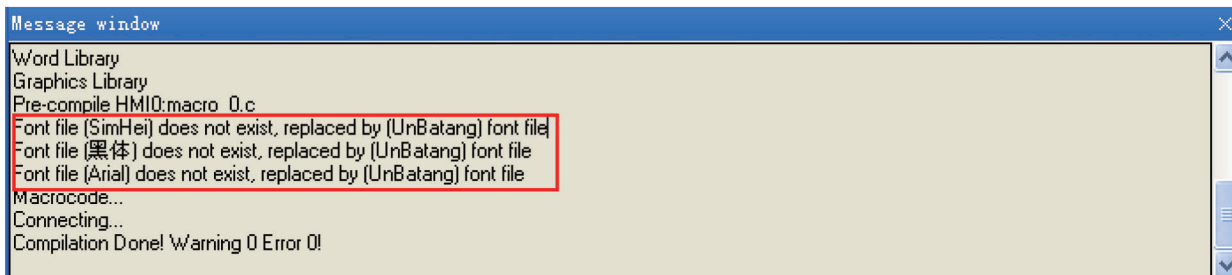 Message window
Word Library
Graphics Library
Pre-compile HMI0:macro_0.c
Font file (SimHei) does not exist, replaced by (UnBatang) font file
Font file (黑体) does not exist, replaced by (UnBatang) font file
Font file (Arial) does not exist, replaced by (UnBatang) font file
Macrocode...
Connecting...
Compilation Done! Warning 0 Error 0!